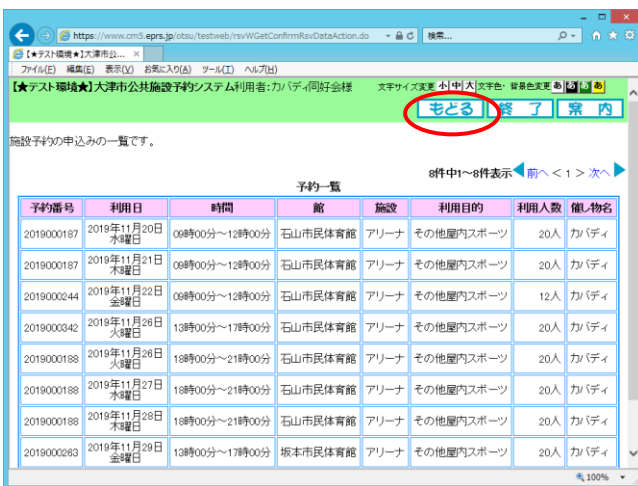 https://www.cm5.eprs.jp/otsu/testweb/rsvWGetConfirmRsvDataAction.do
検索...
【★テスト環境★】大津市公... ×
ファイル(F) 編集(E) 表示(V) お気に入り(A) ツール(T) ヘルプ(H)
【★テスト環境★】大津市公共施設予約システム利用者:カバディ同好会様 文字サイズ変更 小 中 大 文字色・背景色変更 あ あ あ あ
もどる 終 了 案 内
施設予約の申込みの一覧です。
8件中1～8件表示 前へ < 1 > 次へ
予約一覧
予約番号 利用日 時間 館 施設 利用目的 利用人数 催し物名
2019000187 2019年11月20日 水曜日 09時00分～12時00分 石山市民体育館 アリーナ その他屋内スポーツ 20人 カバディ
2019000187 2019年11月21日 木曜日 09時00分～12時00分 石山市民体育館 アリーナ その他屋内スポーツ 20人 カバディ
2019000244 2019年11月22日 金曜日 09時00分～12時00分 石山市民体育館 アリーナ その他屋内スポーツ 12人 カバディ
2019000342 2019年11月26日 火曜日 13時00分～17時00分 石山市民体育館 アリーナ その他屋内スポーツ 20人 カバディ
2019000188 2019年11月26日 火曜日 18時00分～21時00分 石山市民体育館 アリーナ その他屋内スポーツ 20人 カバディ
2019000188 2019年11月27日 水曜日 18時00分～21時00分 石山市民体育館 アリーナ その他屋内スポーツ 20人 カバディ
2019000188 2019年11月28日 木曜日 18時00分～21時00分 石山市民体育館 アリーナ その他屋内スポーツ 20人 カバディ
2019000263 2019年11月29日 金曜日 13時00分～17時00分 坂本市民体育館 アリーナ その他屋内スポーツ 20人 カバディ
100%